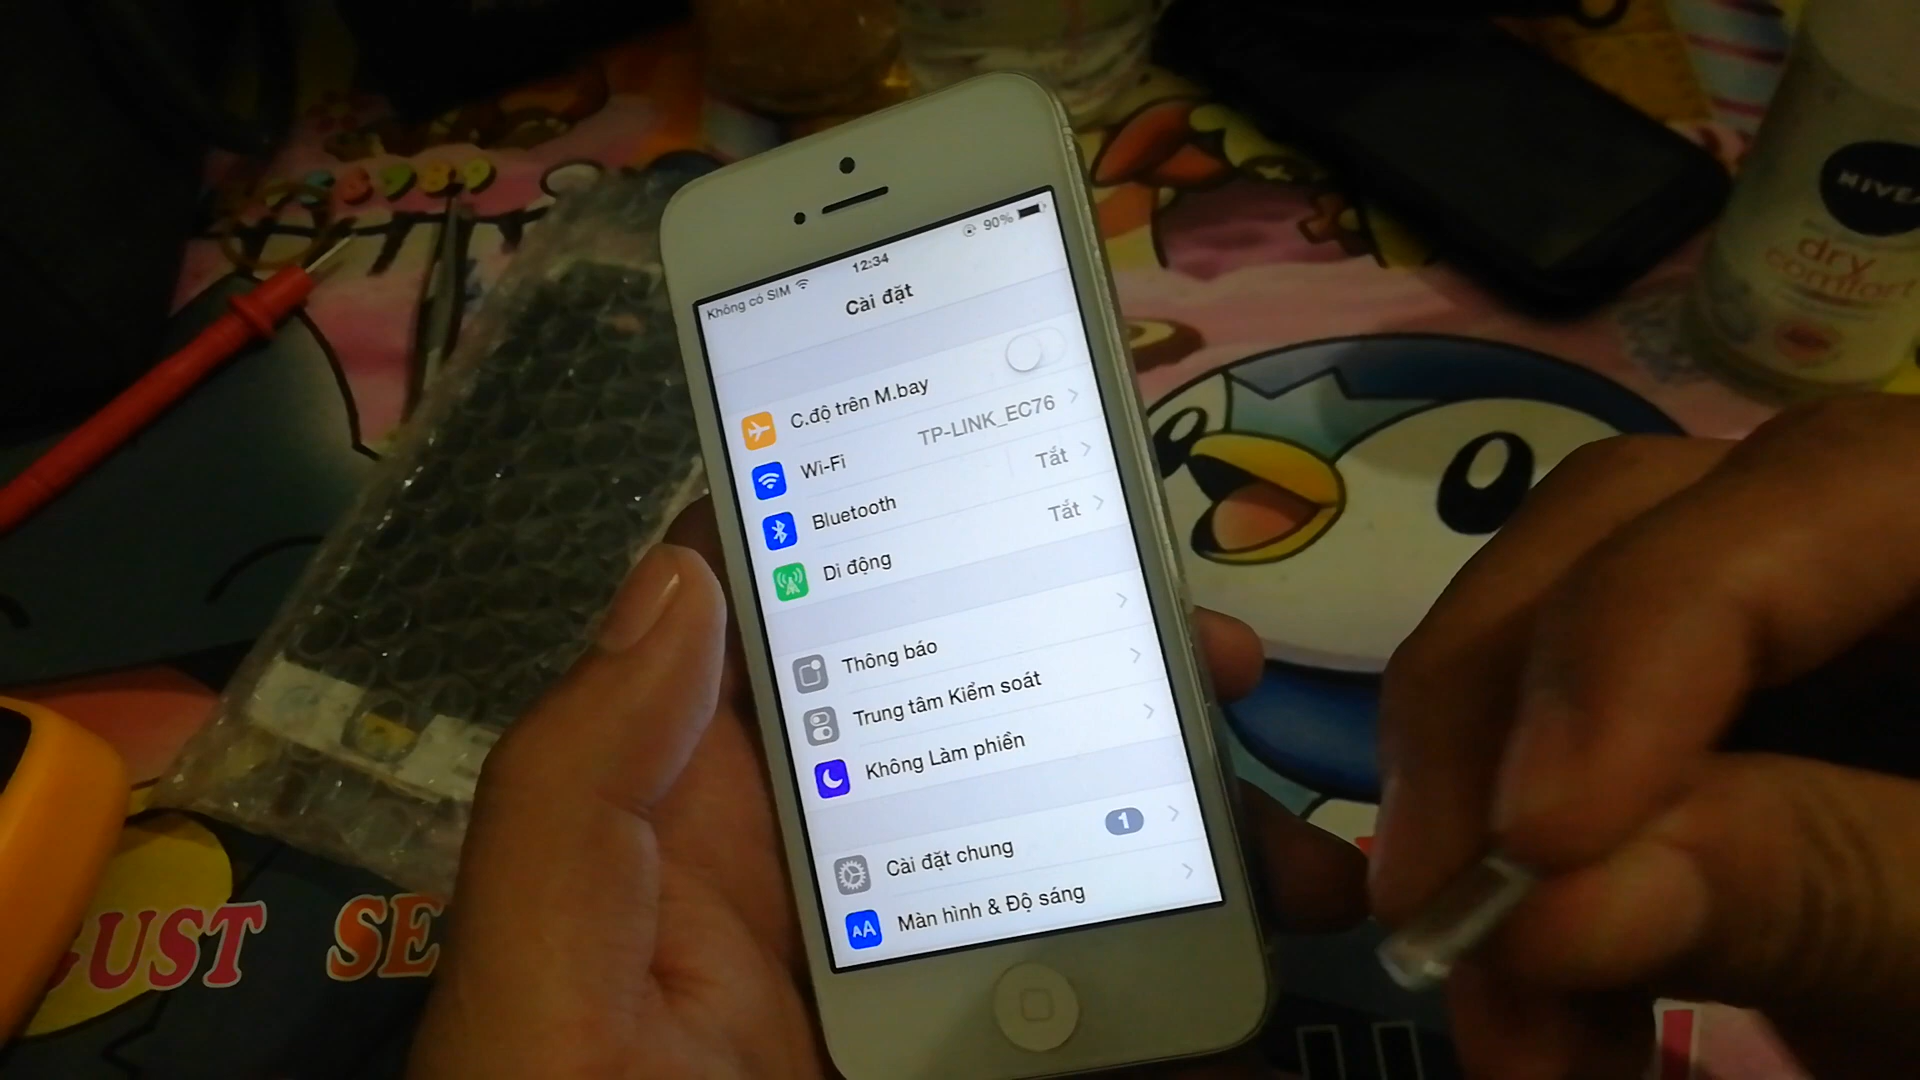 Không có SIM
12:34
90%
Cài đặt
C.độ trên M.bay
Wi-Fi TP-LINK_EC76
Bluetooth Tắt
Di động Tắt
Thông báo
Trung tâm Kiểm soát
Không Làm phiền
Cài đặt chung 1
AA Màn hình & Độ sáng
NIVEA
dry
comfort
GUST SE